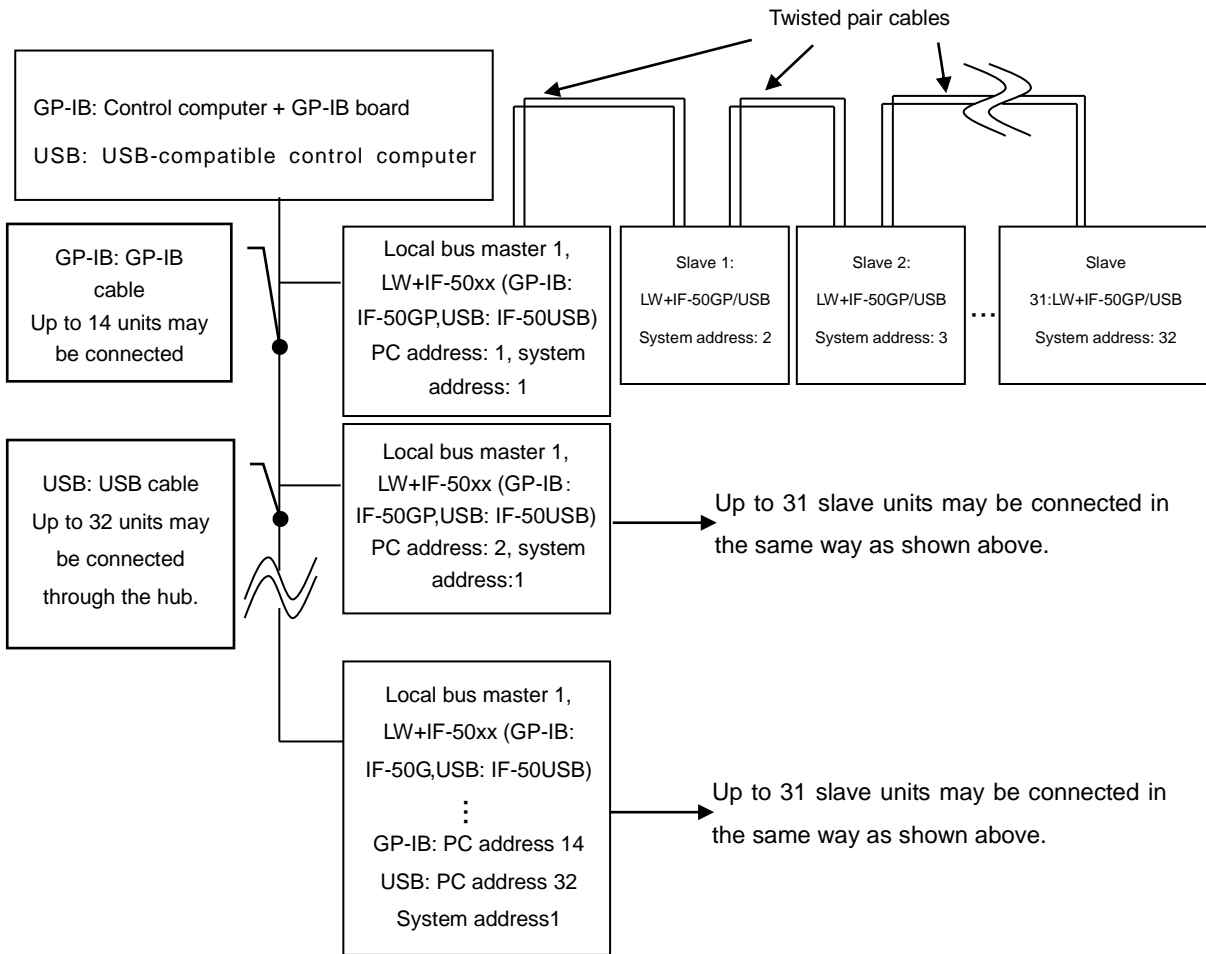 Twisted pair cables
GP-IB: Control computer + GP-IB board
USB: USB-compatible control computer
GP-IB: GP-IB
cable
Up to 14 units may
be connected
Local bus master 1,
LW+IF-50xx (GP-IB:
IF-50GP,USB: IF-50USB)
PC address: 1, system
address: 1
Slave 1:
LW+IF-50GP/USB
System address: 2
Slave 2:
LW+IF-50GP/USB
System address: 3
…
Slave
31:LW+IF-50GP/USB
System address: 32
USB: USB cable
Up to 32 units may
be connected
through the hub.
Local bus master 1,
LW+IF-50xx (GP-IB:
IF-50GP,USB: IF-50USB)
PC address: 2, system
address:1
Up to 31 slave units may be connected in
the same way as shown above.
Local bus master 1,
LW+IF-50xx (GP-IB:
IF-50G,USB: IF-50USB)
⋮
GP-IB: PC address 14
USB: PC address 32
System address1
Up to 31 slave units may be connected in
the same way as shown above.